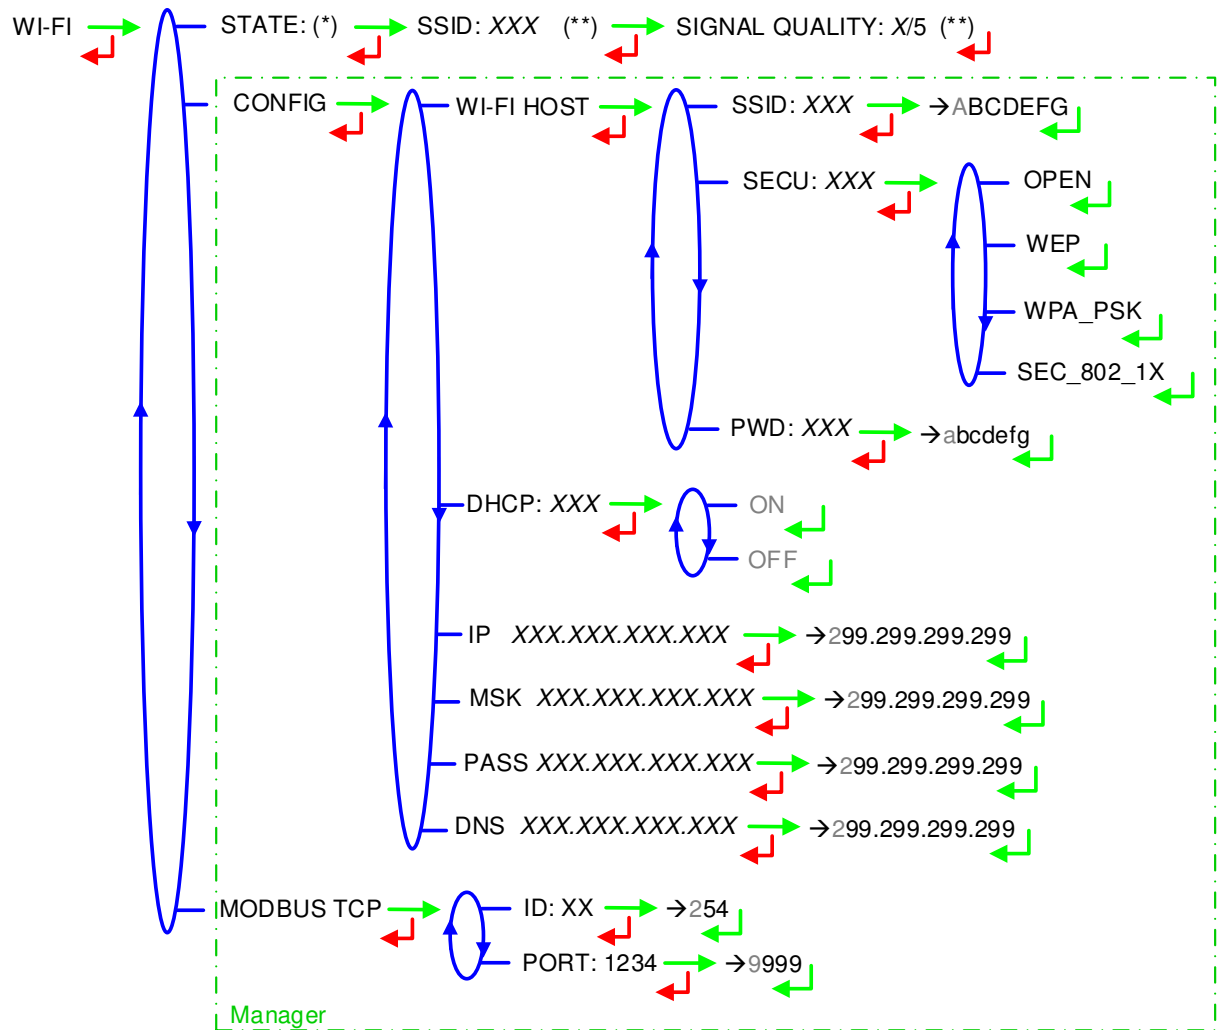 WI-FI STATE: (*) SSID: XXX (**) SIGNAL QUALITY: X/5 (**)
CONFIG WI-FI HOST SSID: XXX →ABCDEFG
SECU: XXX OPEN
WEP
WPA_PSK
SEC_802_1X
PWD: XXX →abcdefg
DHCP: XXX ON
OFF
IP XXX.XXX.XXX.XXX →299.299.299.299
MSK XXX.XXX.XXX.XXX →299.299.299.299
PASS XXX.XXX.XXX.XXX →299.299.299.299
DNS XXX.XXX.XXX.XXX →299.299.299.299
MODBUS TCP ID: XX →254
PORT: 1234 →9999
Manager